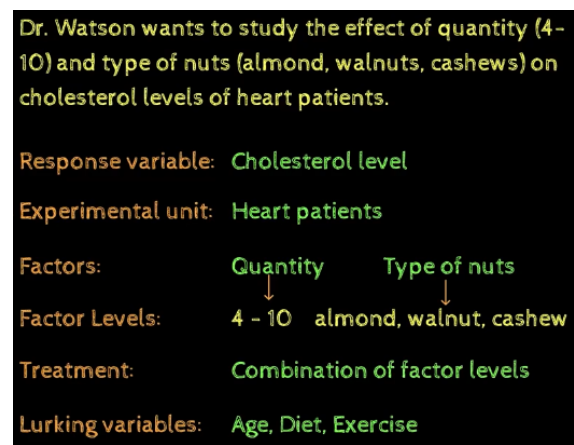 Dr. Watson wants to study the effect of quantity (4-
10) and type of nuts (almond, walnuts, cashews) on
cholesterol levels of heart patients.
Response variable: Cholesterol level
Experimental unit: Heart patients
Factors: Quantity Type of nuts
Factor Levels: 4 - 10 almond, walnut, cashew
Treatment: Combination of factor levels
Lurking variables: Age, Diet, Exercise